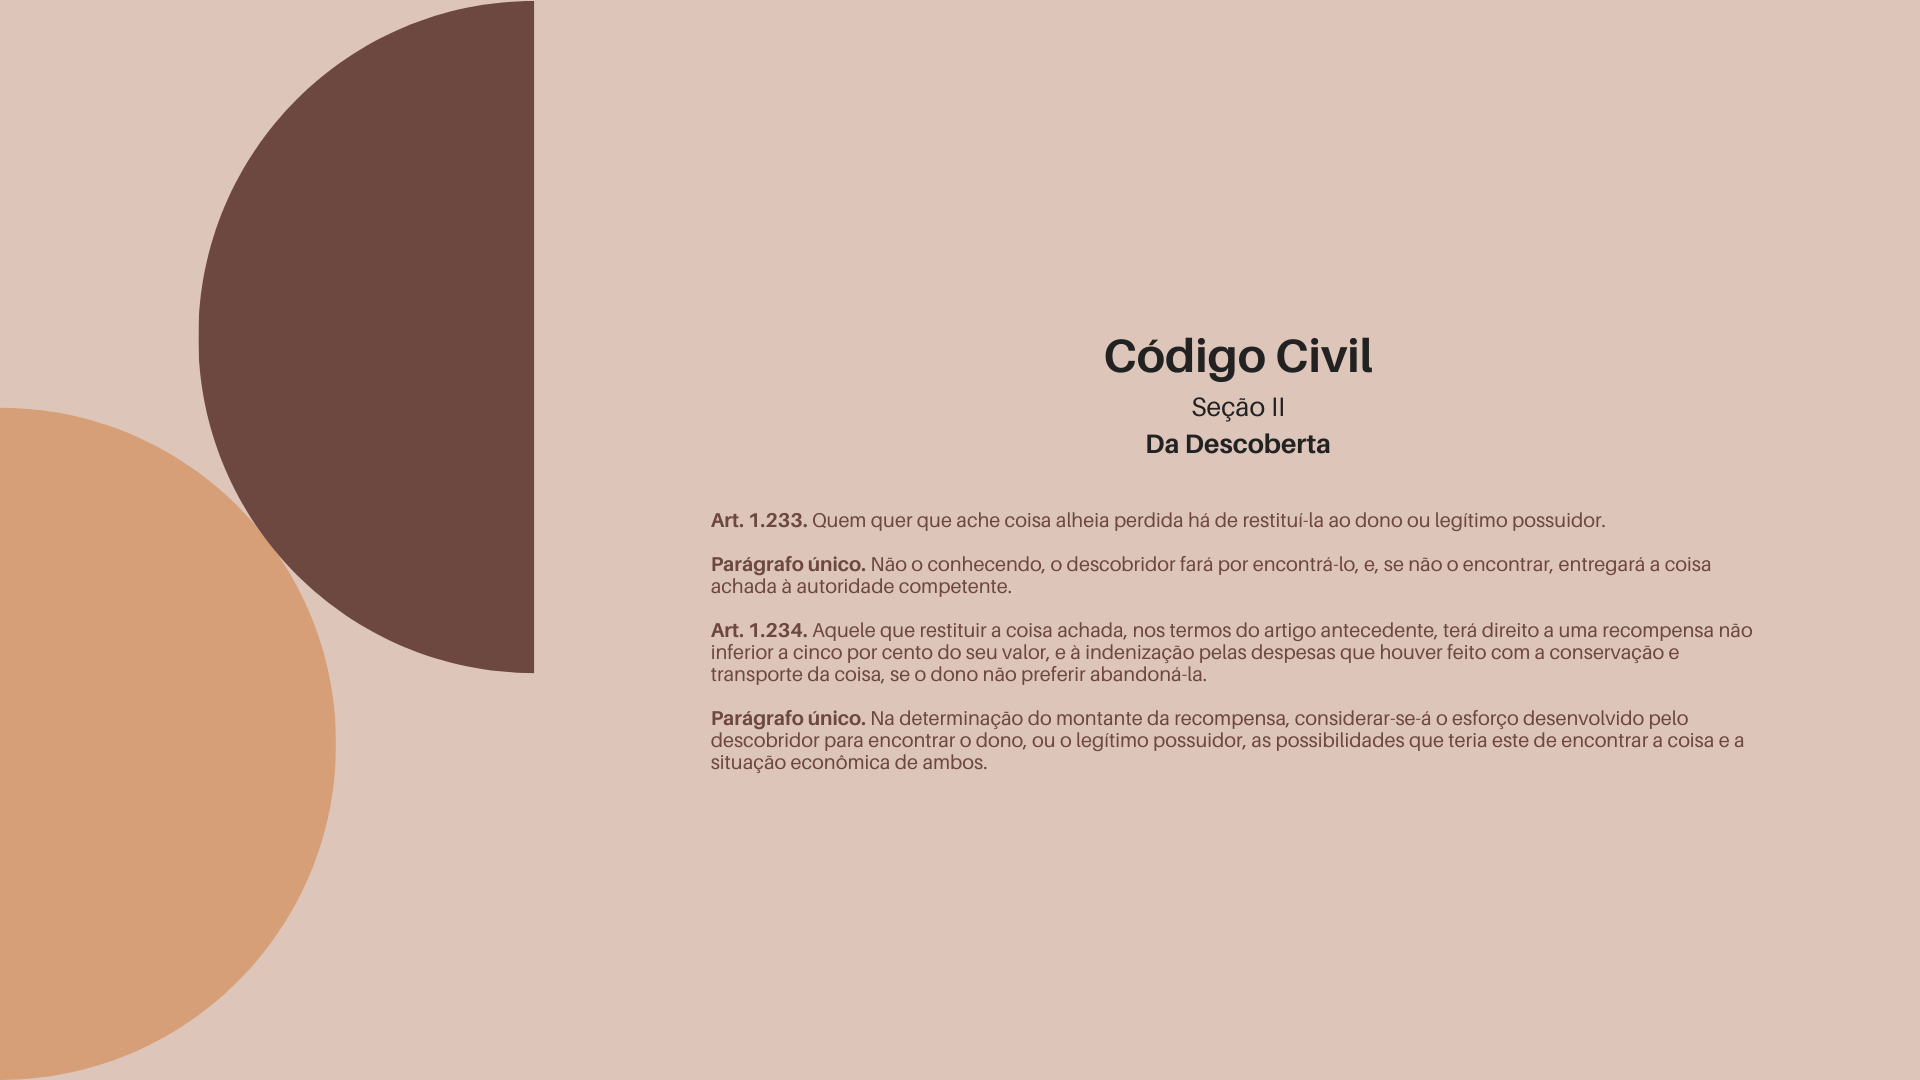 Código Civil
Seção II
Da Descoberta
Art. 1.233. Quem quer que ache coisa alheia perdida há de restituí-la ao dono ou legítimo possuidor.
Parágrafo único. Não o conhecendo, o descobridor fará por encontrá-lo, e, se não o encontrar, entregará a coisa
achada à autoridade competente.
Art. 1.234. Aquele que restituir a coisa achada, nos termos do artigo antecedente, terá direito a uma recompensa não
inferior a cinco por cento do seu valor, e à indenização pelas despesas que houver feito com a conservação e
transporte da coisa, se o dono não preferir abandoná-la.
Parágrafo único. Na determinação do montante da recompensa, considerar-se-á o esforço desenvolvido pelo
descobridor para encontrar o dono, ou o legítimo possuidor, as possibilidades que teria este de encontrar a coisa e a
situação econômica de ambos.